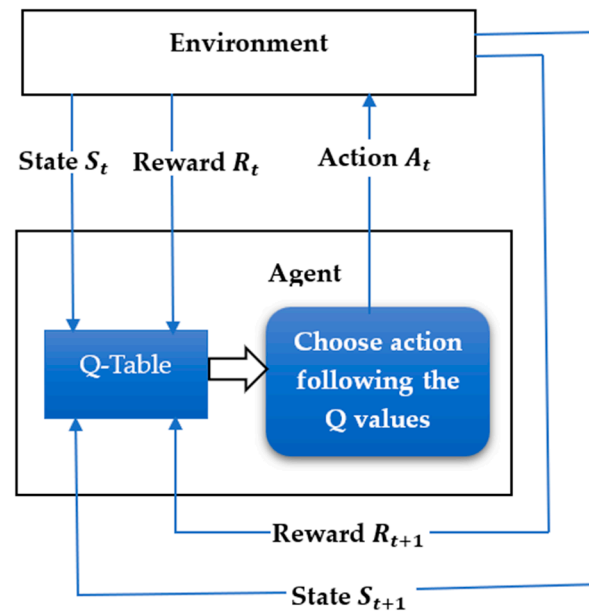 Environment
State Sₜ
Reward Rₜ
Action Aₜ
Agent
Q-Table
Choose action
following the
Q values
Reward Rₜ₊₁
State Sₜ₊₁